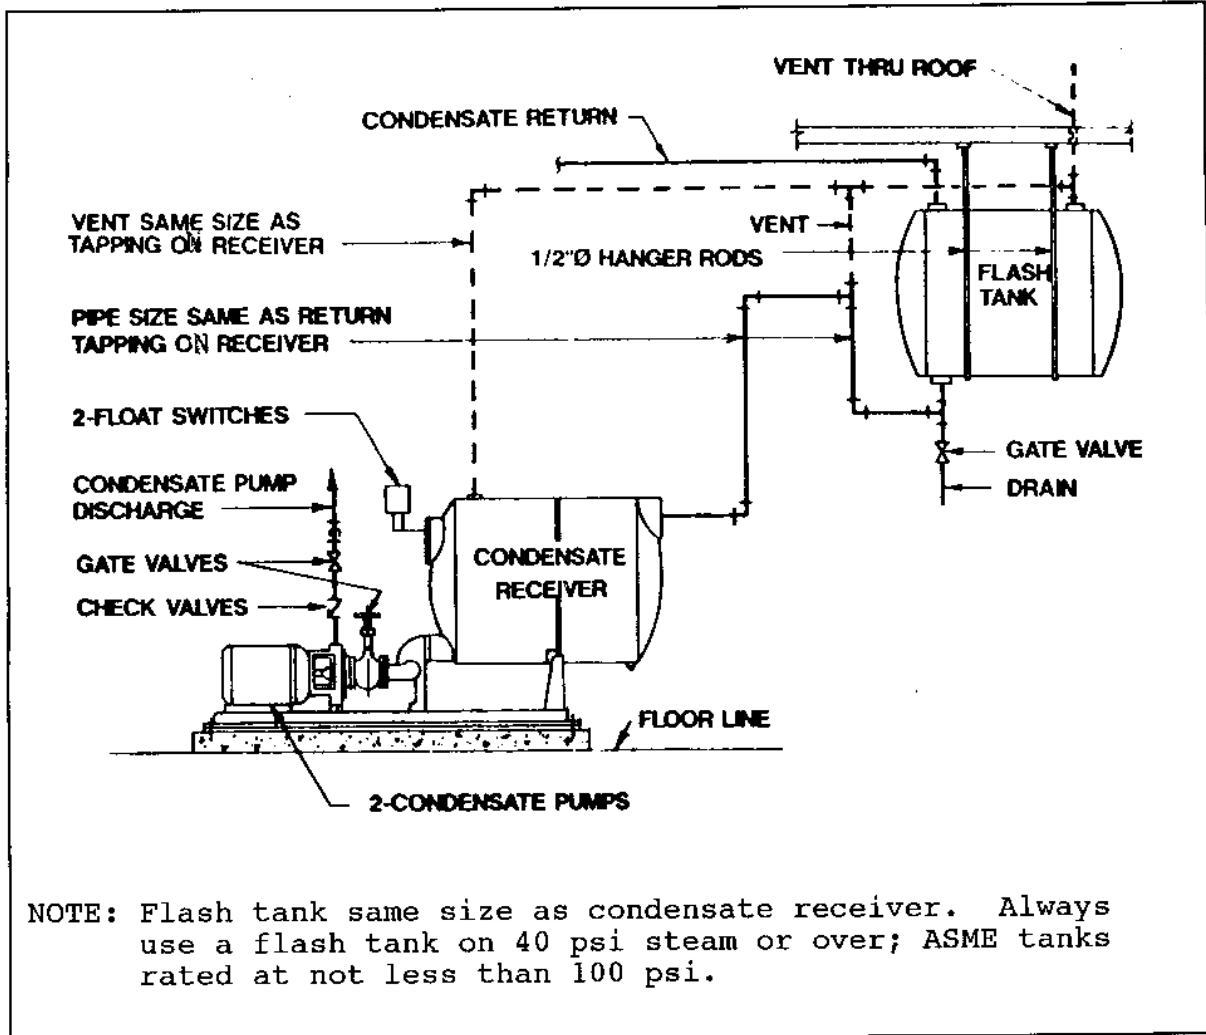 VENT THRU ROOF
CONDENSATE RETURN
VENT SAME SIZE AS
TAPPING ON RECEIVER
VENT
1/2"Ø HANGER RODS
FLASH
TANK
PIPE SIZE SAME AS RETURN
TAPPING ON RECEIVER
2-FLOAT SWITCHES
GATE VALVE
DRAIN
CONDENSATE PUMP
DISCHARGE
GATE VALVES
CONDENSATE
RECEIVER
CHECK VALVES
FLOOR LINE
2-CONDENSATE PUMPS
NOTE: Flash tank same size as condensate receiver. Always
use a flash tank on 40 psi steam or over; ASME tanks
rated at not less than 100 psi.